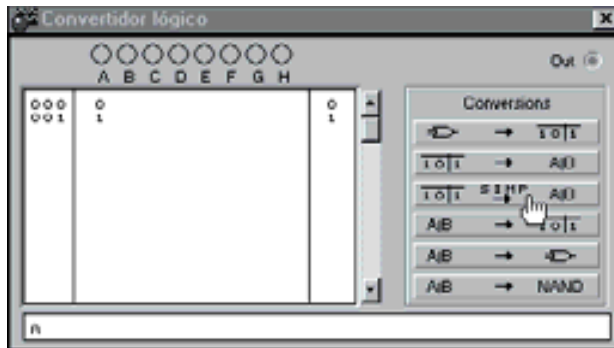 Convertidor lógico
A B C D E F G H
Out
000 0 0
001 1 1
Conversions
→ 1 0 1
1 0 1 → A|B
1 0 1 SIMP → A|B
A|B → 1 0 1
A|B →
A|B → NAND
A